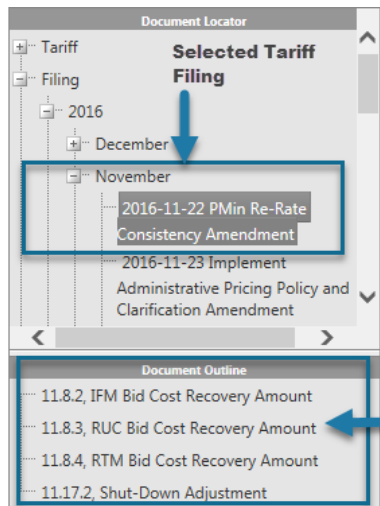 Document Locator
Tariff
Selected Tariff
Filing
Filing
2016
December
November
2016-11-22 PMin Re-Rate
Consistency Amendment
2016-11-23 Implement
Administrative Pricing Policy and
Clarification Amendment
Document Outline
11.8.2, IFM Bid Cost Recovery Amount
11.8.3, RUC Bid Cost Recovery Amount
11.8.4, RTM Bid Cost Recovery Amount
11.17.2, Shut-Down Adjustment